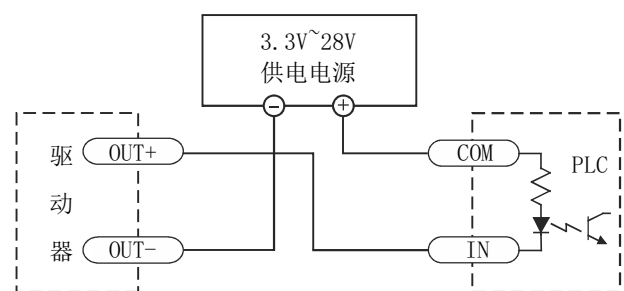 3.3V~28V
供电电源
− +
驱动器
OUT+
OUT-
COM
IN
PLC